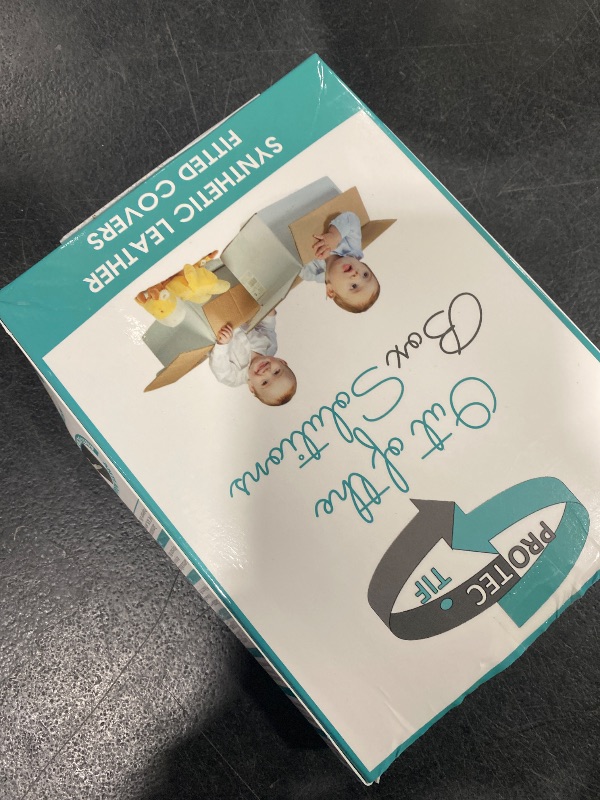 PROTEC
TIF
Out of the
Box Solutions
SYNTHETIC LEATHER
FITTED COVERS